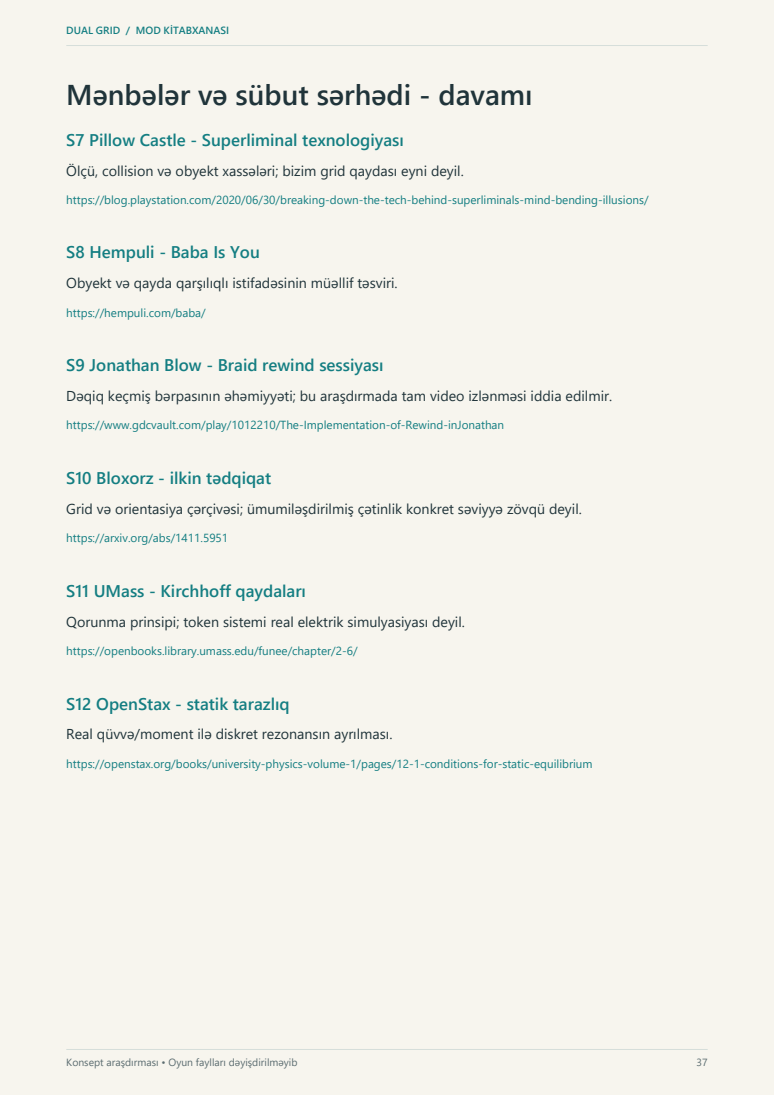 DUAL GRID / MOD KİTABXANASI
Mənbələr və sübut sərhədi - davamı
S7 Pillow Castle - Superliminal texnologiyası
Ölçü, collision və obyekt xassələri; bizim grid qaydası eyni deyil.
https://blog.playstation.com/2020/06/30/breaking-down-the-tech-behind-superliminals-mind-bending-illusions/
S8 Hempuli - Baba Is You
Obyekt və qayda qarşılıqlı istifadəsinin müəllif təsviri.
https://hempuli.com/baba/
S9 Jonathan Blow - Braid rewind sessiyası
Dəqiq keçmiş bərpasının əhəmiyyəti; bu araşdırmada tam video izlənməsi iddia edilmir.
https://www.gdcvault.com/play/1012210/The-Implementation-of-Rewind-inJonathan
S10 Bloxorz - ilkin tədqiqat
Grid və orientasiya çərçivəsi; ümumiləşdirilmiş çətinlik konkret səviyyə zövqü deyil.
https://arxiv.org/abs/1411.5951
S11 UMass - Kirchhoff qaydaları
Qorunma prinsipi; token sistemi real elektrik simulyasiyası deyil.
https://openbooks.library.umass.edu/funee/chapter/2-6/
S12 OpenStax - statik tarazlıq
Real qüvvə/moment ilə diskret rezonansın ayrılması.
https://openstax.org/books/university-physics-volume-1/pages/12-1-conditions-for-static-equilibrium
Konsept araşdırması • Oyun faylları dəyişdirilməyib
37